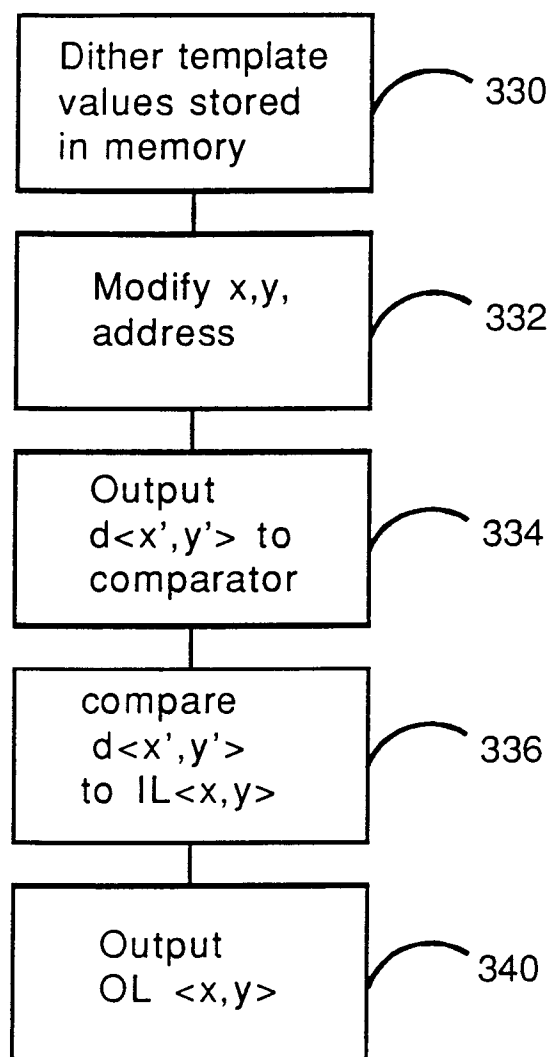 Dither template
values stored
in memory
330
Modify x,y,
address
332
Output
d<x',y'> to
comparator
334
compare
d<x',y'>
to IL<x,y>
336
Output
OL <x,y>
340